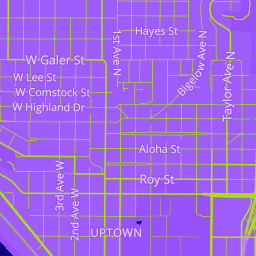 Hayes St
1st Ave N
Bigelow Ave N
Taylor Ave N
W Galer St
W Lee St
W Comstock St
W Highland Dr
Aloha St
Roy St
3rd Ave W
2nd Ave W
UPTOWN